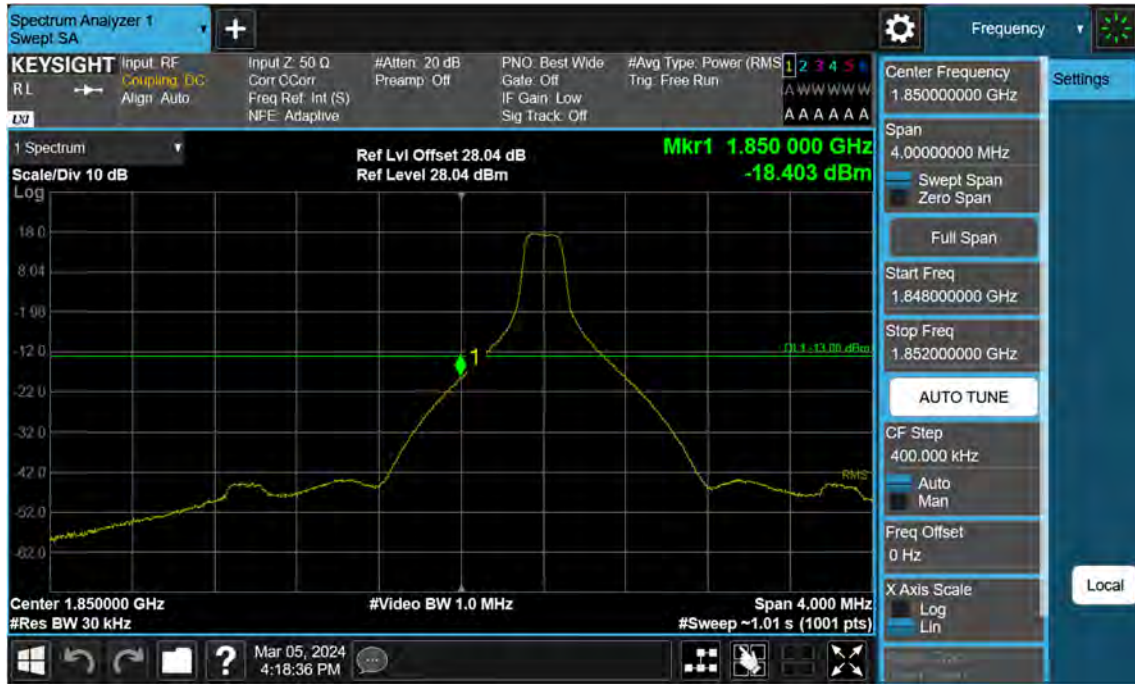 Spectrum Analyzer 1
Swept SA
+
Frequency
KEYSIGHT
RL
LXI
Input: RF
Coupling: DC
Align: Auto
Input Z: 50 Ω
Corr CCorr
Freq Ref: Int (S)
NFE: Adaptive
#Atten: 20 dB
Preamp: Off
PNO: Best Wide
Gate: Off
IF Gain: Low
Sig Track: Off
#Avg Type: Power (RMS
Trig: Free Run
1 2 3 4 5 6
A W W W W W
A A A A A A
1 Spectrum
Scale/Div 10 dB
Log
Ref Lvl Offset 28.04 dB
Ref Level 28.04 dBm
Mkr1 1.850 000 GHz
-18.403 dBm
18.0
8.04
-1.96
-12.0
-22.0
-32.0
-42.0
-52.0
-62.0
1
DL1 -13.00 dBm
RMS
Center 1.850000 GHz
#Video BW 1.0 MHz
Span 4.000 MHz
#Res BW 30 kHz
#Sweep ~1.01 s (1001 pts)
Center Frequency
1.850000000 GHz
Settings
Span
4.00000000 MHz
Swept Span
Zero Span
Full Span
Start Freq
1.848000000 GHz
Stop Freq
1.852000000 GHz
AUTO TUNE
CF Step
400.000 kHz
Auto
Man
Freq Offset
0 Hz
X Axis Scale
Log
Lin
Local
?
Mar 05, 2024
4:18:36 PM